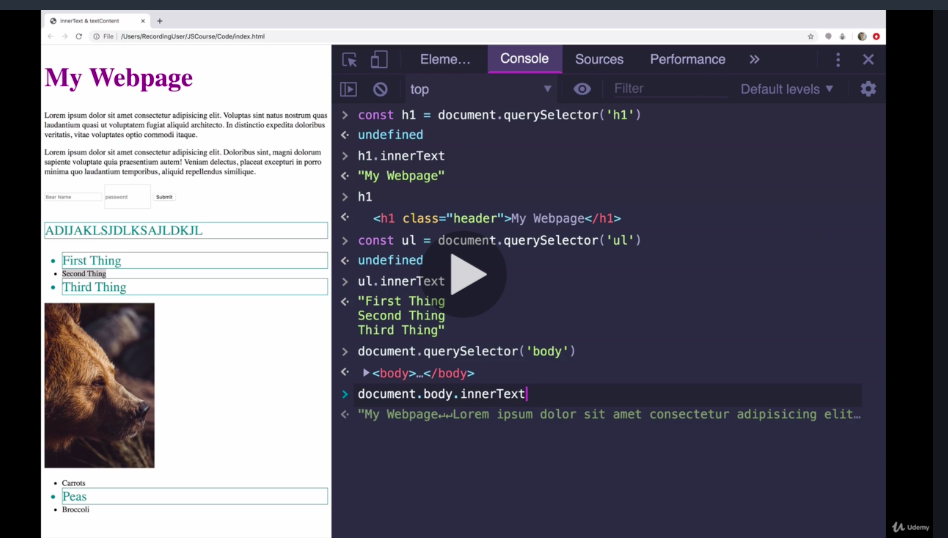 innerText & textContent
File | /Users/RecordingUser/JSCourse/Code/index.html
My Webpage
Lorem ipsum dolor sit amet consectetur adipisicing elit. Voluptas sint natus nostrum quas
laudantium quasi ut voluptatem fugiat aliquid architecto. In distinctio expedita doloribus
veritatis, vitae voluptates optio commodi itaque.
Lorem ipsum dolor sit amet consectetur adipisicing elit. Doloribus sint, magni dolorum
sapiente voluptate quia praesentium autem! Veniam delectus, placeat excepturi in porro
minima quo laudantium temporibus, aliquid repellendus similique.
Bear Name password Submit
ADIJAKLSJDLKSAJLDKJL
First Thing
Second Thing
Third Thing
Carrots
Peas
Broccoli
Eleme… Console Sources Performance »
top Filter Default levels ▼
> const h1 = document.querySelector('h1')
undefined
> h1.innerText
"My Webpage"
> h1
<h1 class="header">My Webpage</h1>
> const ul = document.querySelector('ul')
undefined
> ul.innerText
"First Thing
Second Thing
Third Thing"
> document.querySelector('body')
▶<body>…</body>
> document.body.innerText
"My Webpage↵↵Lorem ipsum dolor sit amet consectetur adipisicing elit…
Udemy